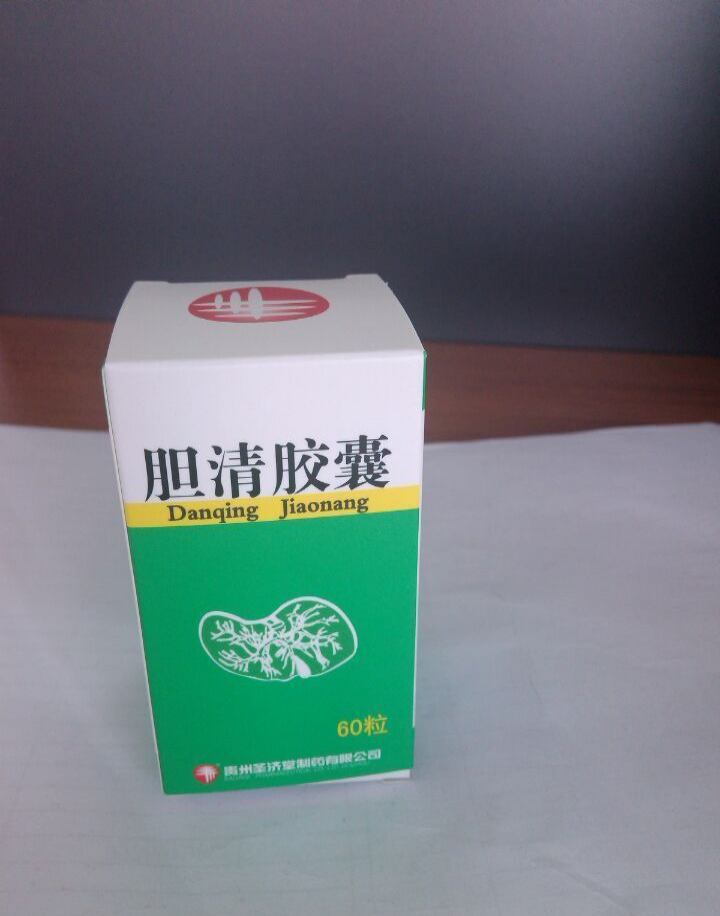 胆清胶囊
Danqing Jiaonang
60粒
贵州圣济堂制药有限公司